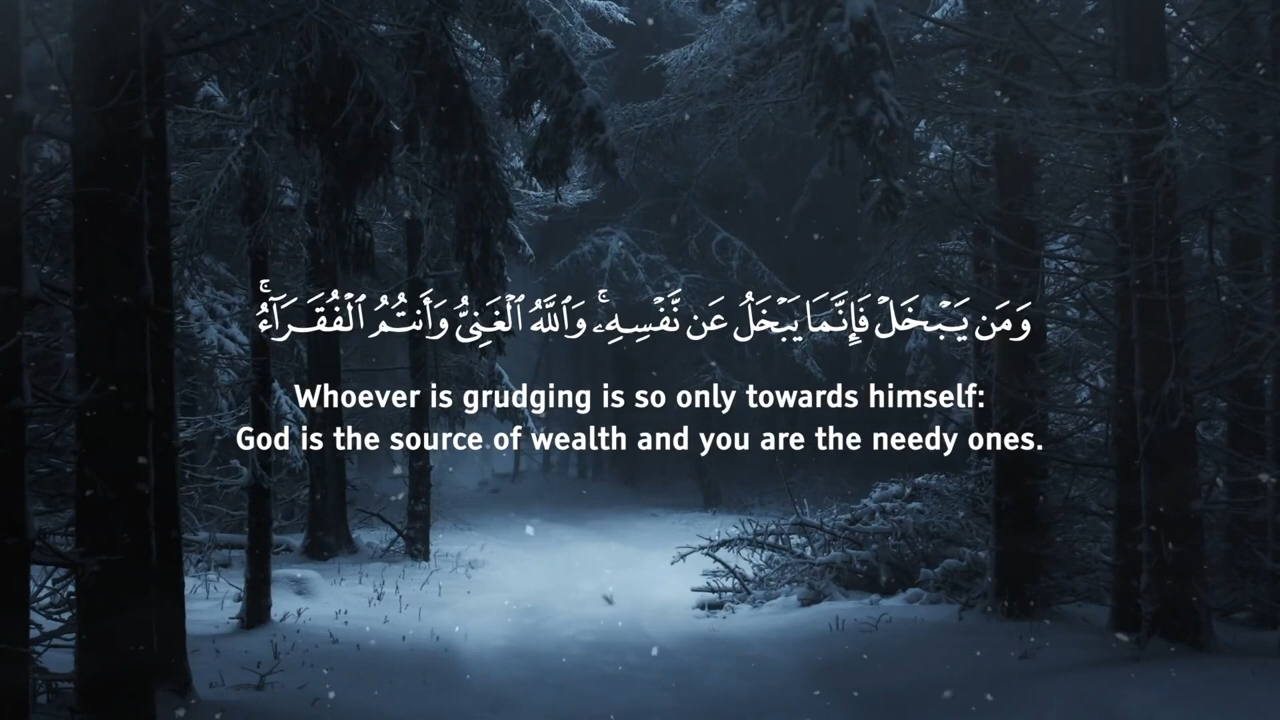 وَمَن يَبۡخَلۡ فَإِنَّمَا يَبۡخَلُ عَن نَّفۡسِهِۦۚ وَٱللَّهُ ٱلۡغَنِيُّ وَأَنتُمُ ٱلۡفُقَرَآءُۚ
Whoever is grudging is so only towards himself:
God is the source of wealth and you are the needy ones.